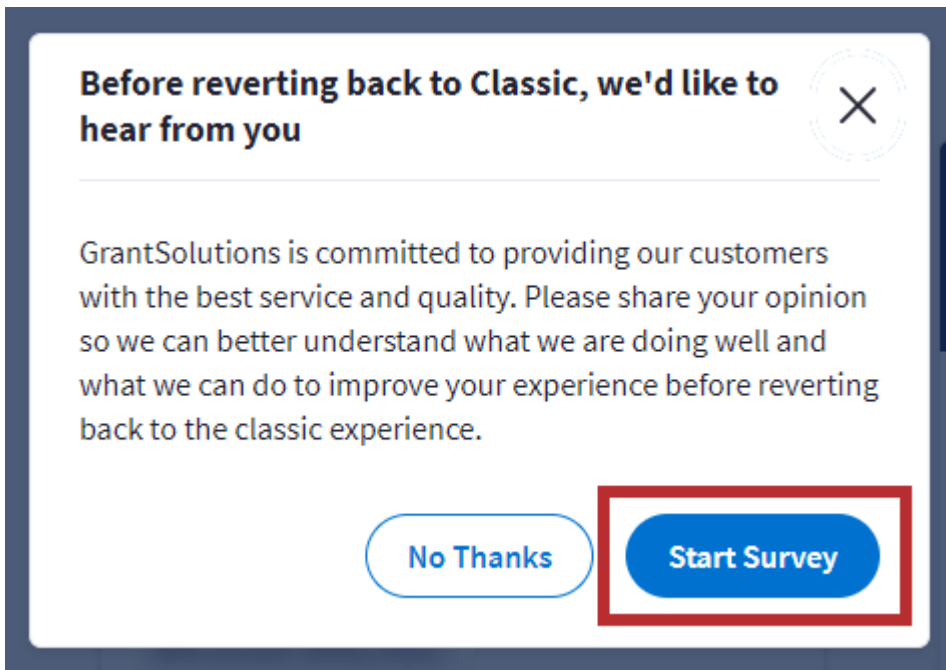 Before reverting back to Classic, we'd like to
hear from you
GrantSolutions is committed to providing our customers
with the best service and quality. Please share your opinion
so we can better understand what we are doing well and
what we can do to improve your experience before reverting
back to the classic experience.
No Thanks
Start Survey